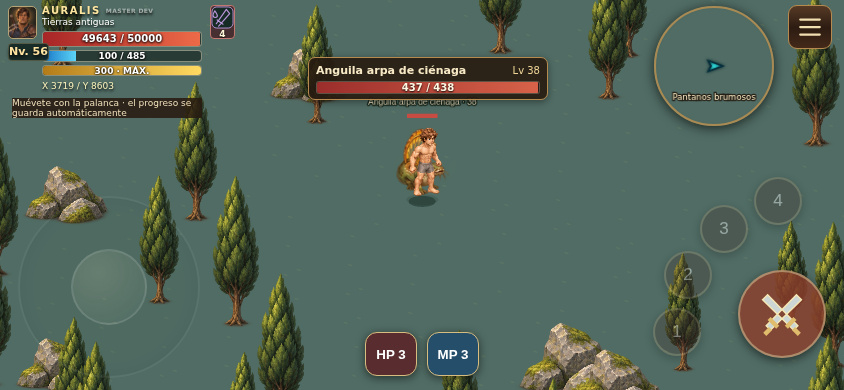 AURALIS MASTER DEV
Tierras antiguas
49643 / 50000
Nv. 56
100 / 485
300 · MÁX.
X 3719 / Y 8603
Muévete con la palanca · el progreso se
guarda automáticamente
4
Anguila arpa de ciénaga Lv 38
437 / 438
Anguila arpa de ciénaga · 38
Pantanos brumosos
4
3
2
1
HP 3
MP 3